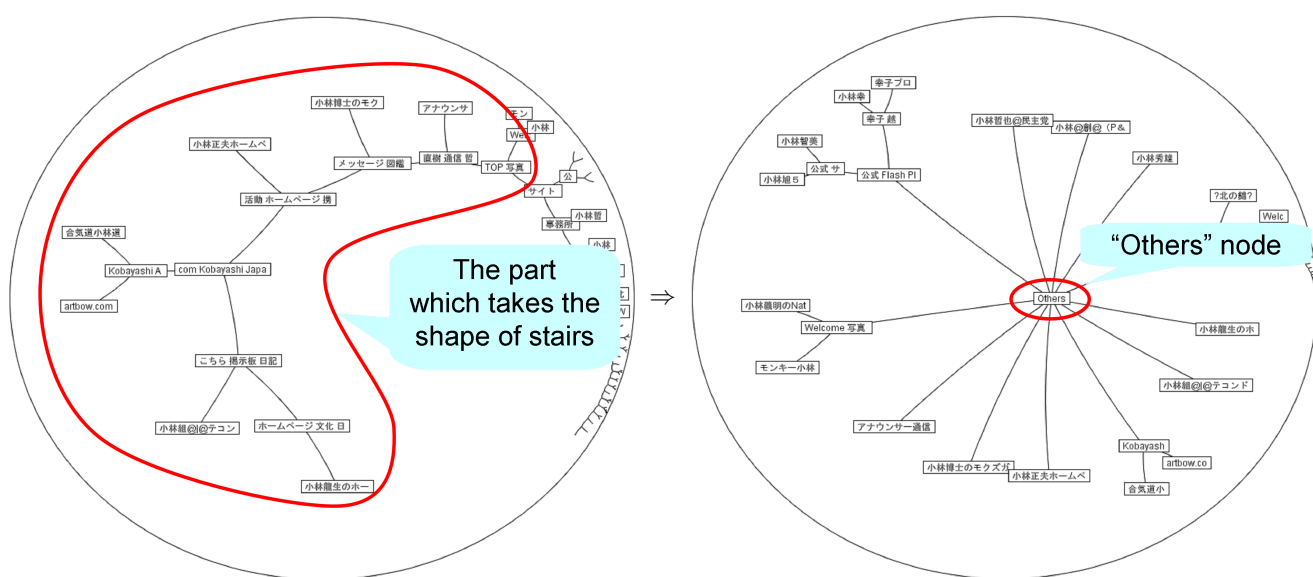 小林博士のモク
アナウンサ
モン
小林
Wel
小林正夫ホームペ
メッセージ 図鑑
直樹 通信 哲
TOP 写真
公
サイト
活動 ホームページ 携
小林哲
事務所
合気道小林道
小林
Kobayashi A
com Kobayashi Japa
artbow.com
The part
which takes the
shape of stairs
こちら 掲示板 日記
小林組@|@テコン
ホームページ 文化 日
小林龍生のホー
⇒
幸子ブロ
小林幸
幸子 越
小林哲也@民主党
小林@創@（P＆
小林智美
小林秀雄
公式 サ
小林旭５
公式 Flash Pl
?北の鶴?
Welc
“Others” node
Others
小林義明のNat
Welcome 写真
小林龍生のホ
モンキー小林
小林組@|@テコンド
アナウンサー通信
Kobayash
小林博士のモクズガ
小林正夫ホームペ
artbow.co
合気道小